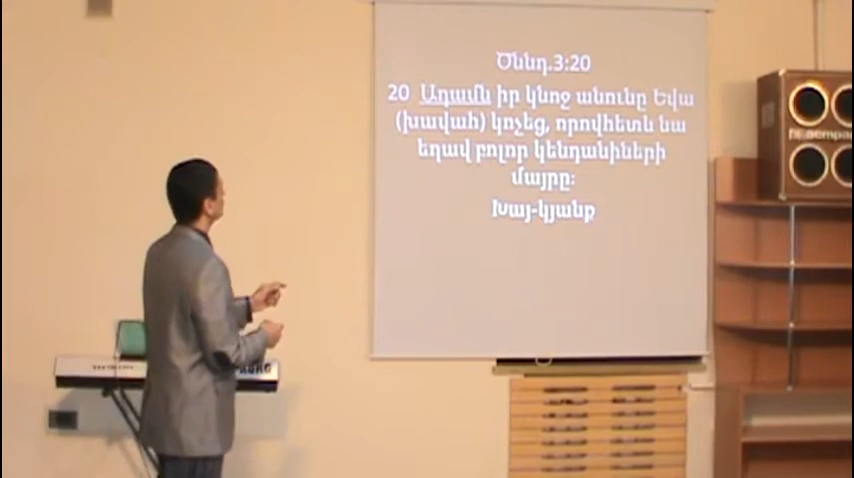 Ծննդ.3:20
20 Ադամն իր կնոջ անունը Եվա
(խավահ) կոչեց, որովհետև նա
եղավ բոլոր կենդանիների
մայրը:
Խայ-կյանք
KORG